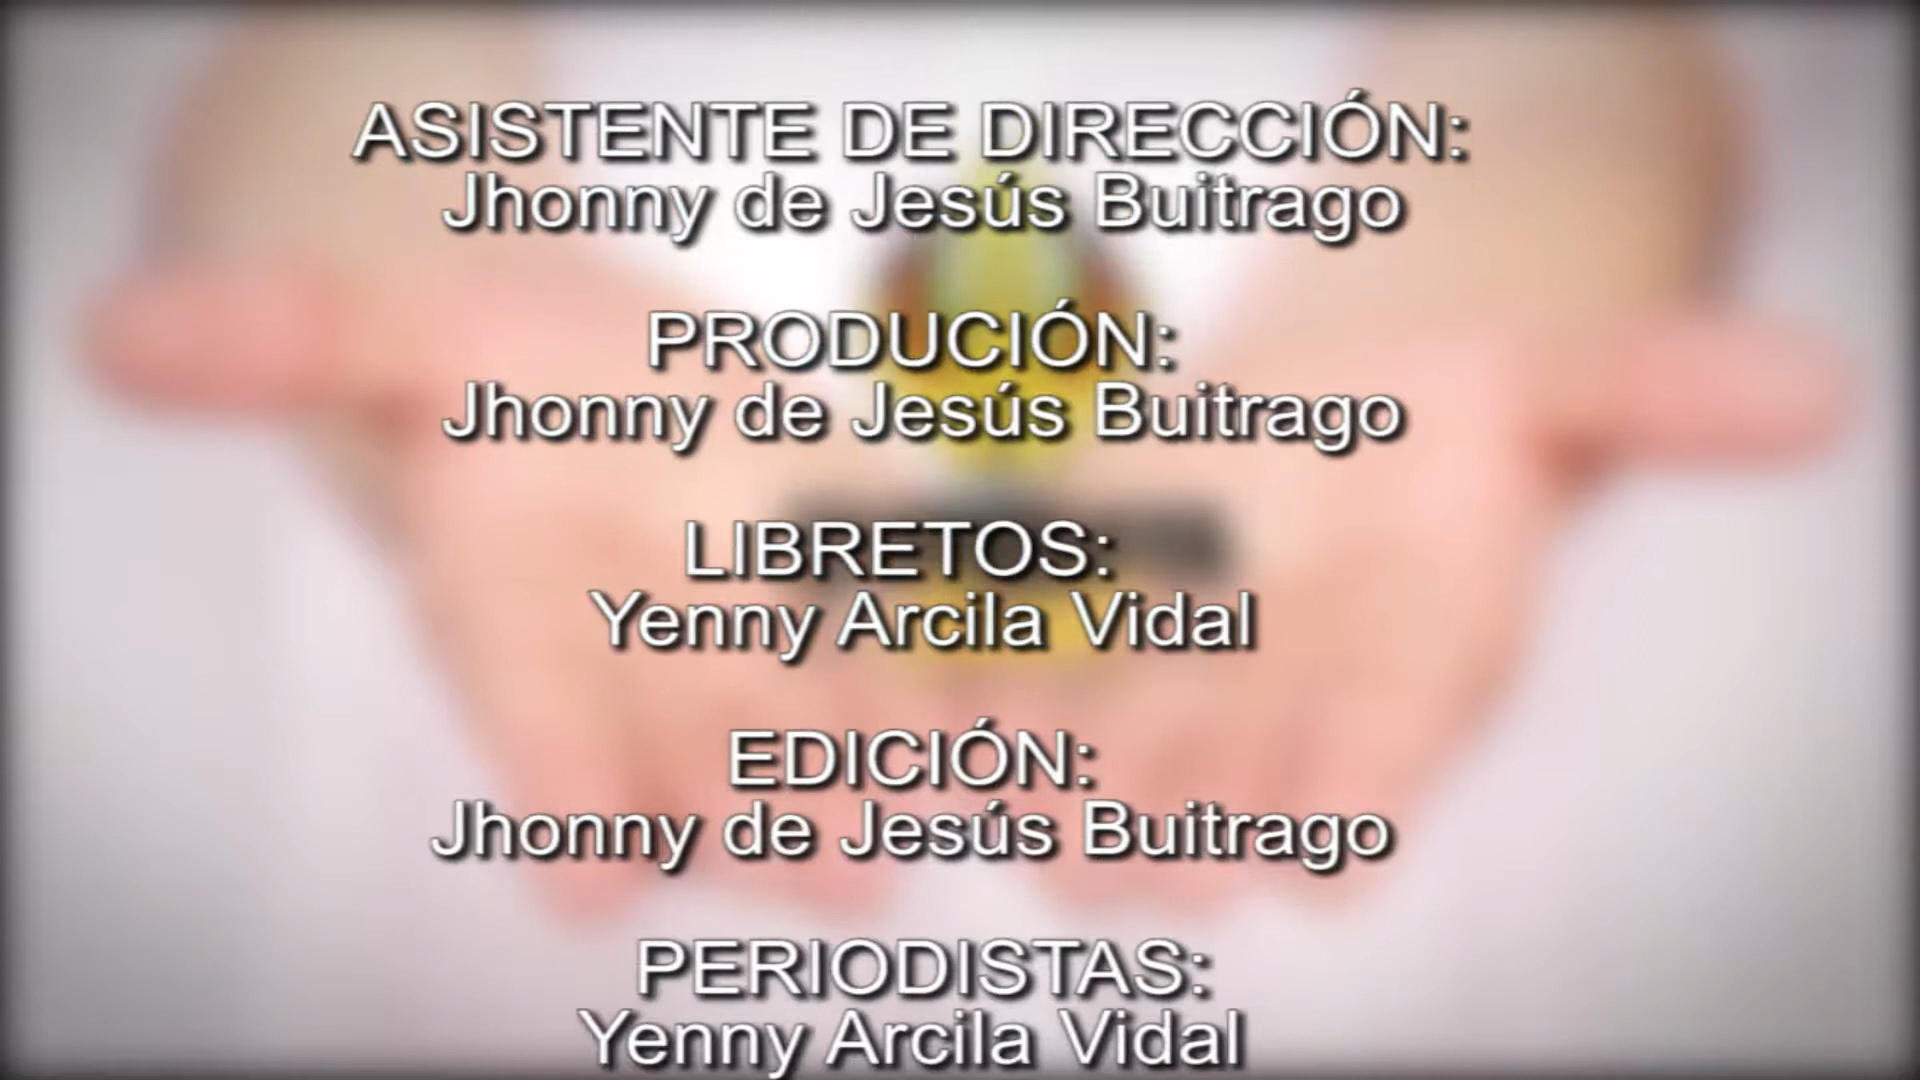 ASISTENTE DE DIRECCIÓN:
Jhonny de Jesús Buitrago
PRODUCIÓN:
Jhonny de Jesús Buitrago
LIBRETOS:
Yenny Arcila Vidal
EDICIÓN:
Jhonny de Jesús Buitrago
PERIODISTAS:
Yenny Arcila Vidal